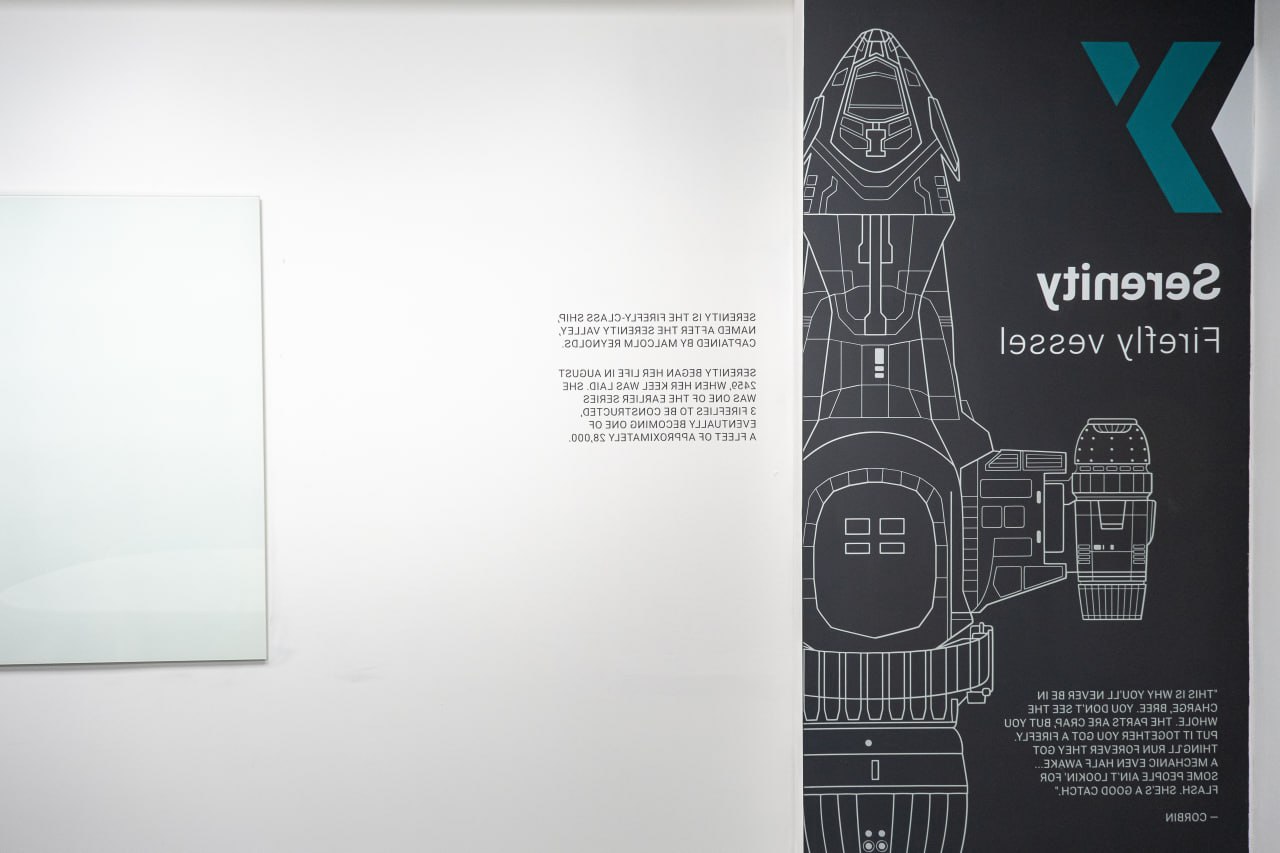 SERENITY IS THE FIREFLY-CLASS SHIP,
NAMED AFTER THE SERENITY VALLEY,
CAPTAINED BY MALCOLM REYNOLDS.
SERENITY BEGAN HER LIFE IN AUGUST
2459, WHEN HER KEEL WAS LAID. SHE
WAS ONE OF THE EARLIER SERIES
3 FIREFLIES TO BE CONSTRUCTED,
EVENTUALLY BECOMING ONE OF
A FLEET OF APPROXIMATELY 28,000.
Serenity
Firefly vessel
"THIS IS WHY YOU'LL NEVER BE IN
CHARGE, BREE. YOU DON'T SEE THE
WHOLE. THE PARTS ARE CRAP, BUT YOU
PUT IT TOGETHER YOU GOT A FIREFLY.
THING'LL RUN FOREVER THEY GOT
A MECHANIC EVEN HALF AWAKE...
SOME PEOPLE AIN'T LOOKIN' FOR
FLASH. SHE'S A GOOD CATCH."
— CORBIN